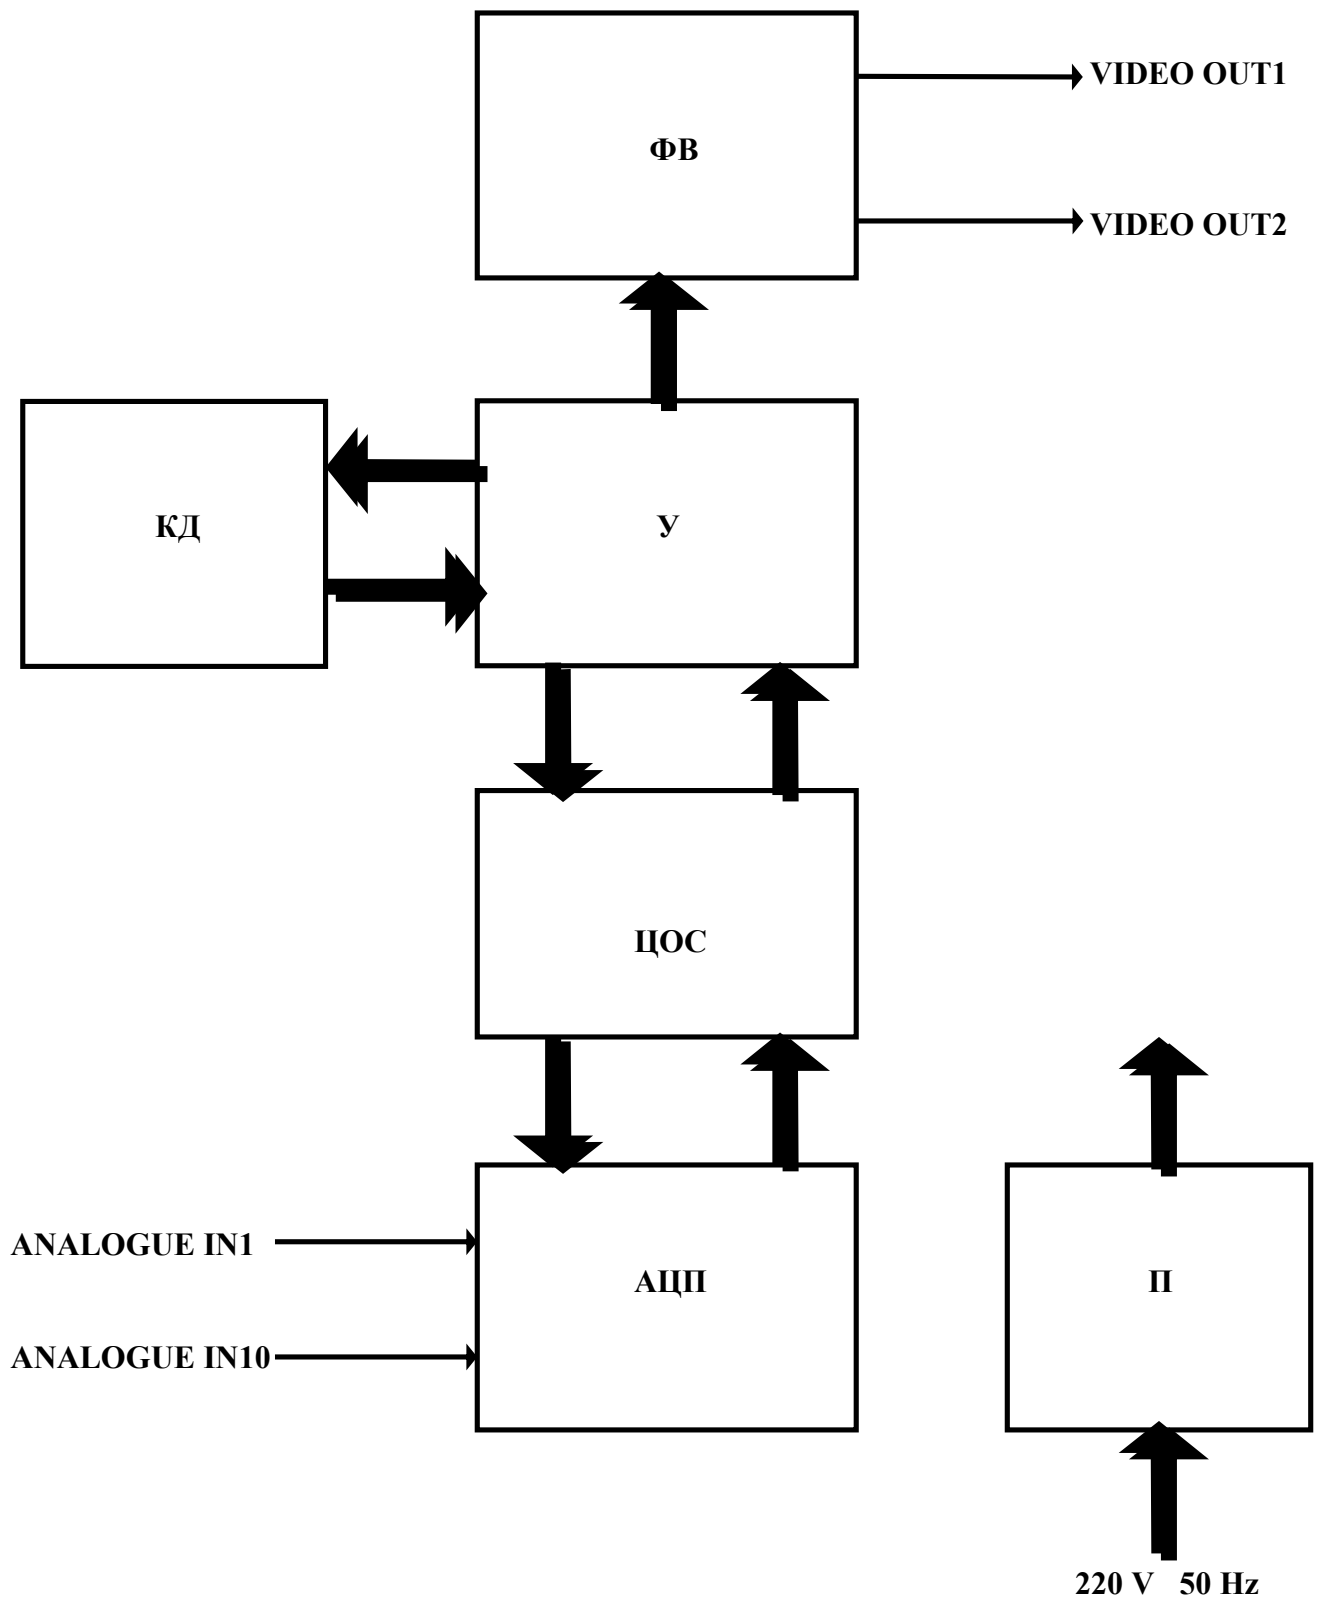 VIDEO OUT1
ФВ
VIDEO OUT2
КД
У
ЦОС
ANALOGUE IN1
АЦП
П
ANALOGUE IN10
220 V 50 Hz